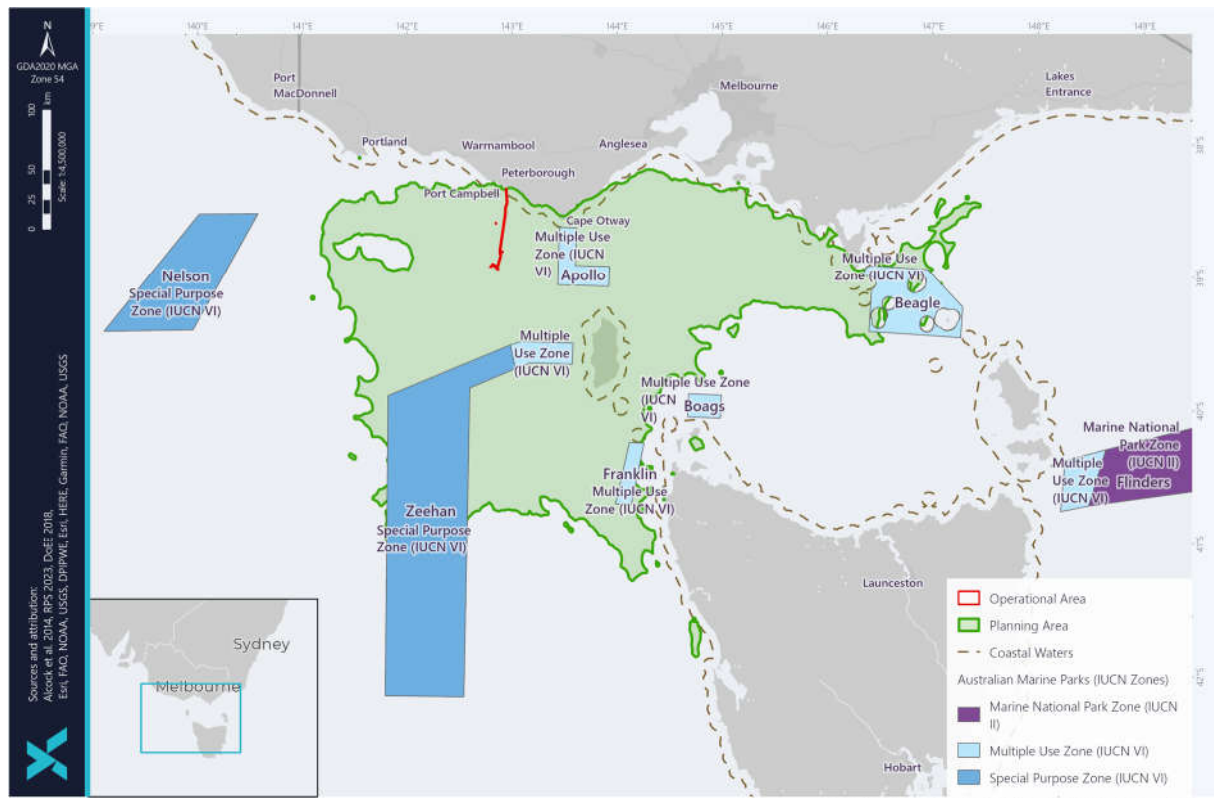 N
GDA2020 MGA
Zone 54
0 25 50 100
km
Scale: 1:4,500,000
Sources and attribution:
Alcock et al. 2014, RPS 2023, DoEE 2018,
Esri, FAO, NOAA, USGS, DPIPWE, Esri, HERE, Garmin, FAO, NOAA, USGS
9°E
140°E
141°E
142°E
143°E
144°E
145°E
146°E
147°E
148°E
149°E
38°S
39°S
40°S
41°S
42°S
Port
MacDonnell
Melbourne
Lakes
Entrance
Portland
Warnambool
Anglesea
Peterborough
Port Campbell
Cape Otway
Multiple Use
Zone (IUCN
VI)
Apollo
Multiple Use
Zone (IUCN VI)
Beagle
Nelson
Special Purpose
Zone (IUCN VI)
Multiple
Use Zone
(IUCN VI)
Multiple Use Zone
(IUCN
VI)
Boags
Marine National
Park Zone
(IUCN II)
Flinders
Multiple
Use Zone
(IUCN VI)
Franklin
Multiple Use
Zone (IUCN VI)
Zeehan
Special Purpose
Zone (IUCN VI)
Launceston
Hobart
Sydney
Melbourne
Operational Area
Planning Area
Coastal Waters
Australian Marine Parks (IUCN Zones)
Marine National Park Zone (IUCN
II)
Multiple Use Zone (IUCN VI)
Special Purpose Zone (IUCN VI)